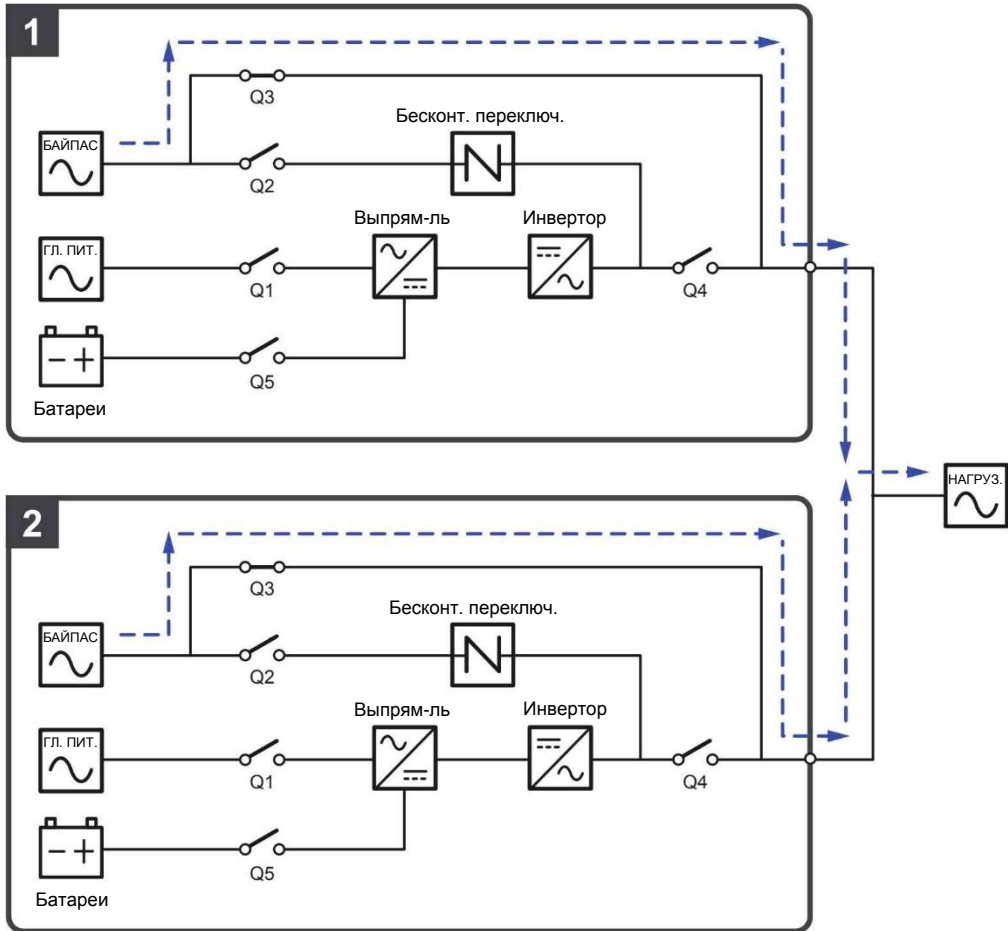 1
Q3
Бесконт. переключ.
БАЙПАС
Q2
Выпрям-ль
Инвертор
ГЛ. ПИТ.
Q1
Q4
Q5
Батареи
НАГРУЗ.
2
Q3
Бесконт. переключ.
БАЙПАС
Q2
Выпрям-ль
Инвертор
ГЛ. ПИТ.
Q1
Q4
Q5
Батареи